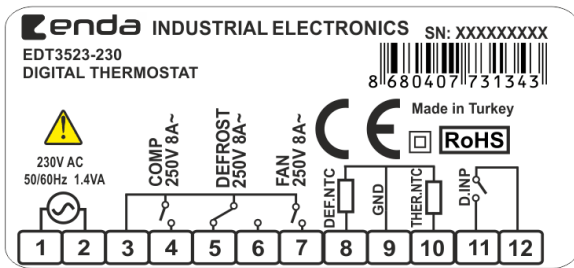 enda INDUSTRIAL ELECTRONICS
SN: XXXXXXXXX
EDT3523-230
DIGITAL THERMOSTAT
8 680407 731343
Made in Turkey
CE
RoHS
230V AC
50/60Hz 1.4VA
COMP
250V 8A~
DEFROST
250V 8A~
FAN
250V 8A~
DEF.NTC
GND
THER.NTC
D.INP
1 2 3 4 5 6 7 8 9 10 11 12